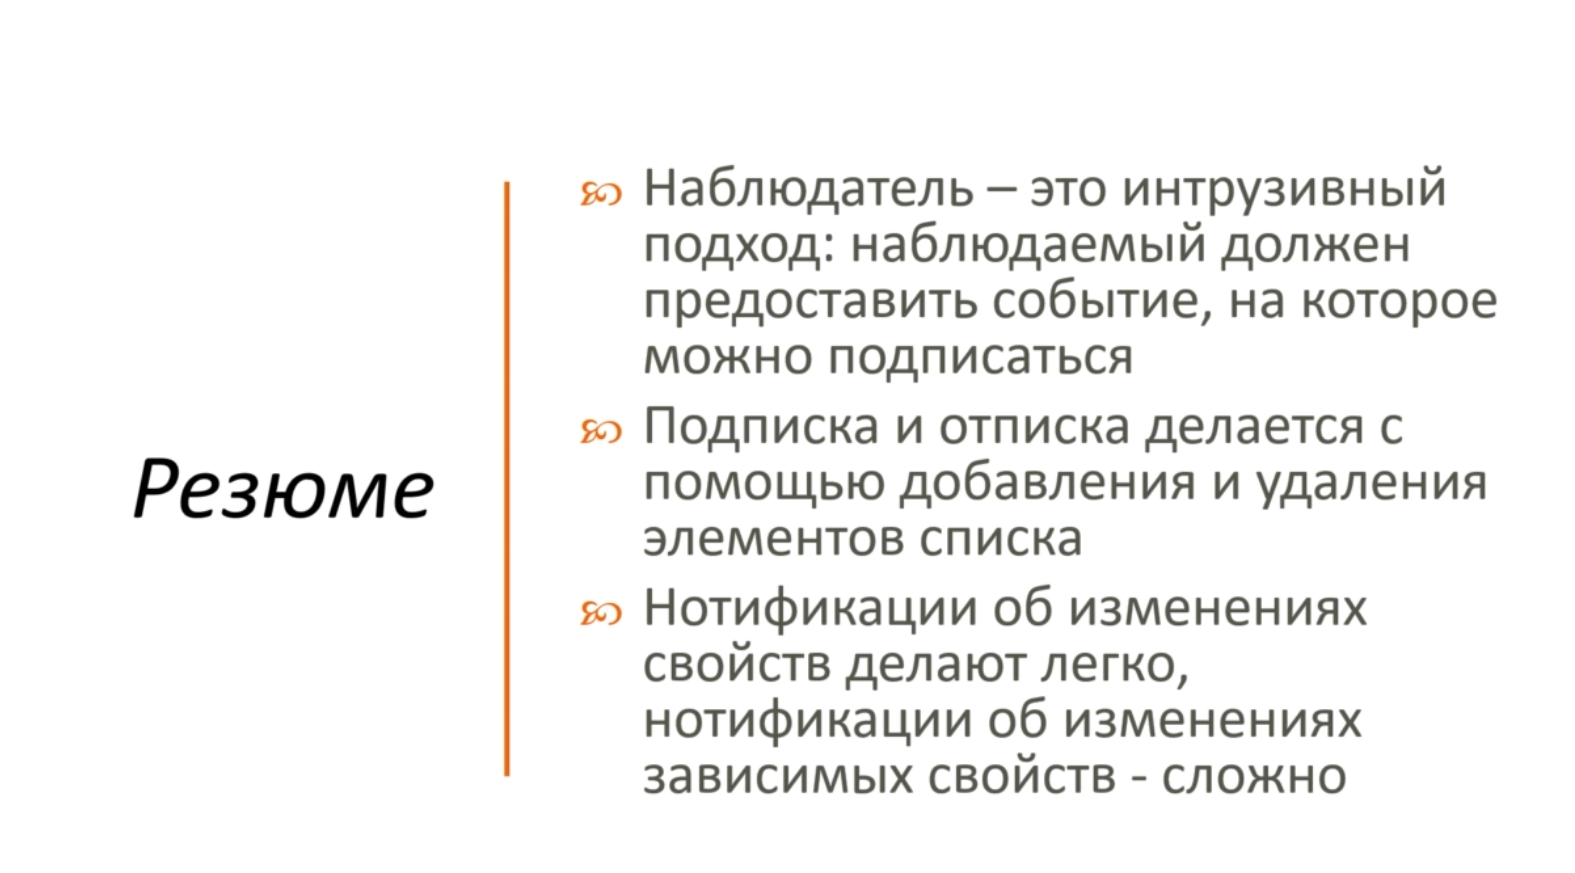 Резюме
Наблюдатель – это интрузивный
подход: наблюдаемый должен
предоставить событие, на которое
можно подписаться
Подписка и отписка делается с
помощью добавления и удаления
элементов списка
Нотификации об изменениях
свойств делают легко,
нотификации об изменениях
зависимых свойств - сложно